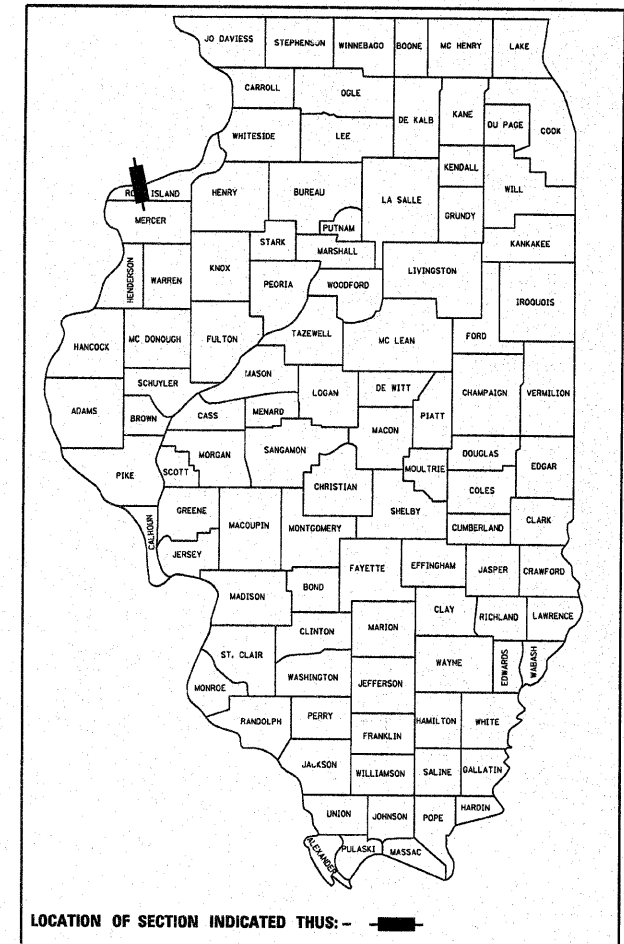 JO DAVIESS STEPHENSON WINNEBAGO BOONE MC HENRY LAKE
CARROLL OGLE DE KALB KANE DU PAGE COOK
WHITESIDE LEE
KENDALL WILL
ROCK ISLAND HENRY BUREAU LA SALLE GRUNDY
MERCER PUTNAM
STARK MARSHALL KANKAKEE
HENDERSON WARREN KNOX PEORIA WOODFORD LIVINGSTON IROQUOIS
HANCOCK MC DONOUGH FULTON TAZEWELL MC LEAN FORD
SCHUYLER MASON LOGAN DE WITT CHAMPAIGN VERMILION
ADAMS BROWN CASS MENARD MACON PIATT
MORGAN SANGAMON DOUGLAS EDGAR
PIKE SCOTT CHRISTIAN MOULTRIE COLES
GREENE MACOUPIN MONTGOMERY SHELBY CUMBERLAND CLARK
CALHOUN JERSEY FAYETTE EFFINGHAM JASPER CRAWFORD
MADISON BOND CLAY RICHLAND LAWRENCE
CLINTON MARION
ST. CLAIR WAYNE EDWARDS WABASH
WASHINGTON JEFFERSON
MONROE RANDOLPH PERRY HAMILTON WHITE
FRANKLIN
JACKSON WILLIAMSON SALINE GALLATIN
UNION JOHNSON POPE HARDIN
ALEXANDER PULASKI MASSAC
LOCATION OF SECTION INDICATED THUS: -